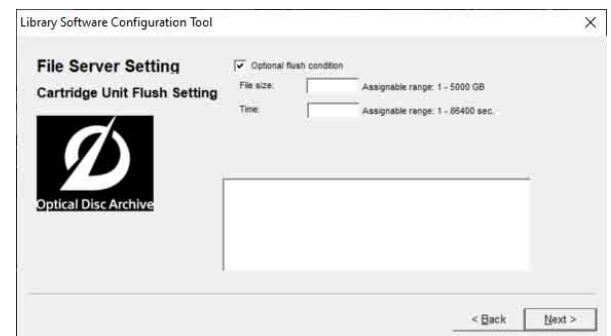 Library Software Configuration Tool
File Server Setting
Cartridge Unit Flush Setting
Optional flush condition
File size:
Assignable range: 1 - 5000 GB
Time:
Assignable range: 1 - 86400 sec.
Optical Disc Archive
< Back
Next >